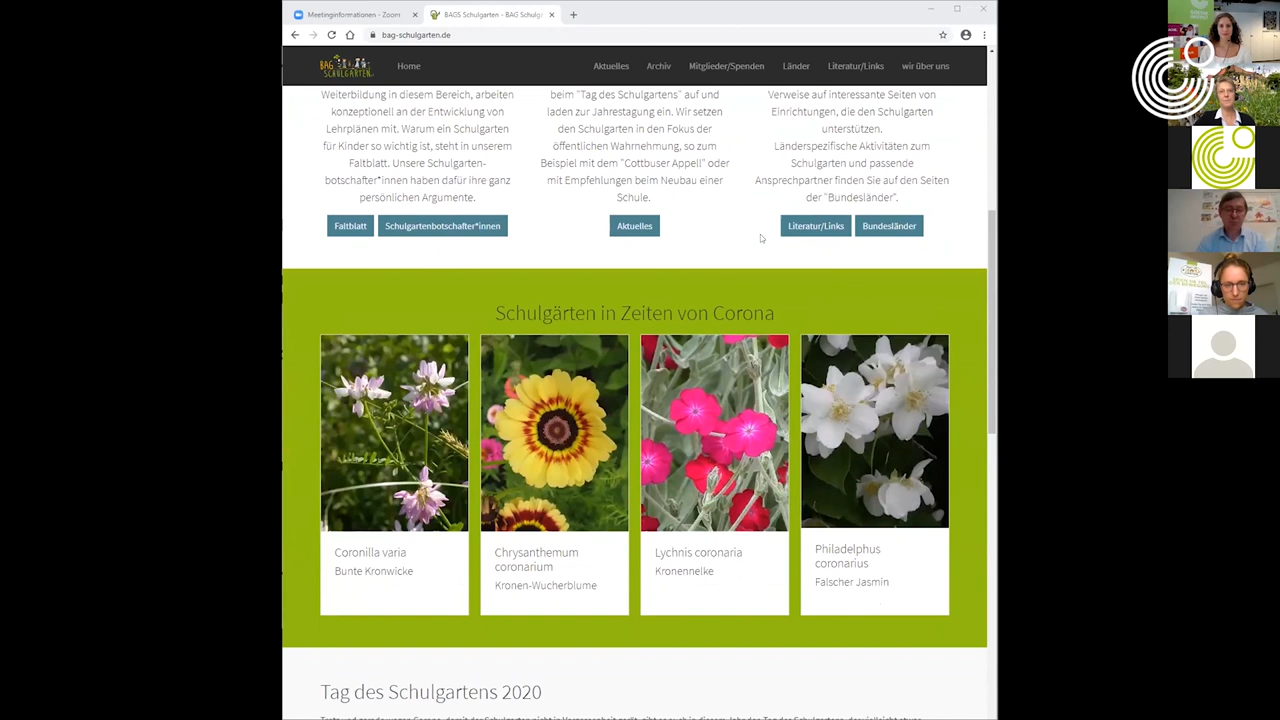 Meetinginformationen - Zoom
BAGS Schulgarten - BAG Schulga
bag-schulgarten.de
BAG
SCHULGARTEN
Home
Aktuelles
Archiv
Mitglieder/Spenden
Länder
Literatur/Links
wir über uns
Weiterbildung in diesem Bereich, arbeiten
konzeptionell an der Entwicklung von
Lehrplänen mit. Warum ein Schulgarten
für Kinder so wichtig ist, steht in unserem
Faltblatt. Unsere Schulgarten-
botschafter*innen haben dafür ihre ganz
persönlichen Argumente.
Faltblatt
Schulgartenbotschafter*innen
beim "Tag des Schulgartens" auf und
laden zur Jahrestagung ein. Wir setzen
den Schulgarten in den Fokus der
öffentlichen Wahrnehmung, so zum
Beispiel mit dem "Cottbuser Appell" oder
mit Empfehlungen beim Neubau einer
Schule.
Aktuelles
Verweise auf interessante Seiten von
Einrichtungen, die den Schulgarten
unterstützen.
Länderspezifische Aktivitäten zum
Schulgarten und passende
Ansprechpartner finden Sie auf den Seiten
der "Bundesländer".
Literatur/Links
Bundesländer
Schulgärten in Zeiten von Corona
Coronilla varia
Bunte Kronwicke
Chrysanthemum
coronarium
Kronen-Wucherblume
Lychnis coronaria
Kronennelke
Philadelphus
coronarius
Falscher Jasmin
Tag des Schulgartens 2020